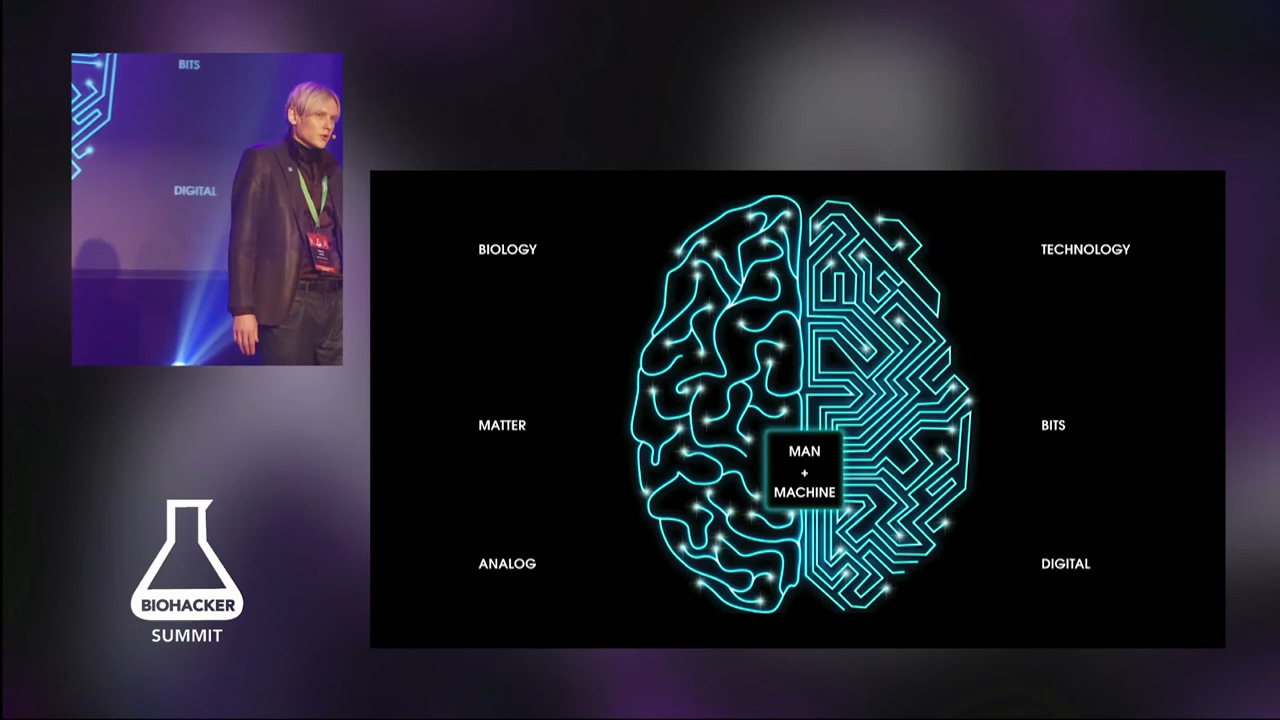 BITS
DIGITAL
BIOLOGY
TECHNOLOGY
MATTER
BITS
MAN
+
MACHINE
ANALOG
DIGITAL
BIOHACKER
SUMMIT